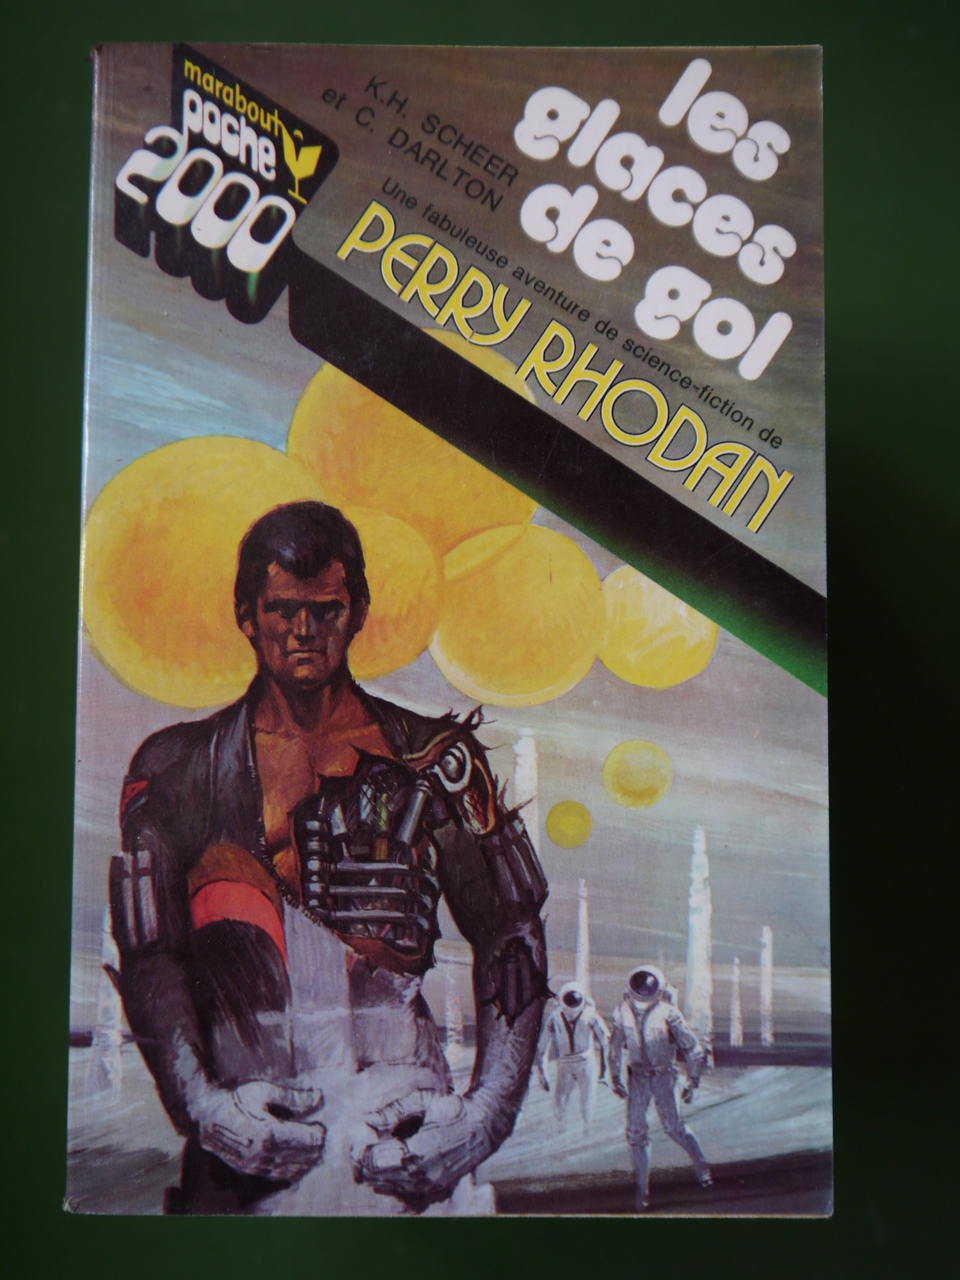 marabout
poche
2000
K.H. SCHEER
et C. DARLTON
les
glaces
de gol
Une fabuleuse aventure de science-fiction de
PERRY RHODAN